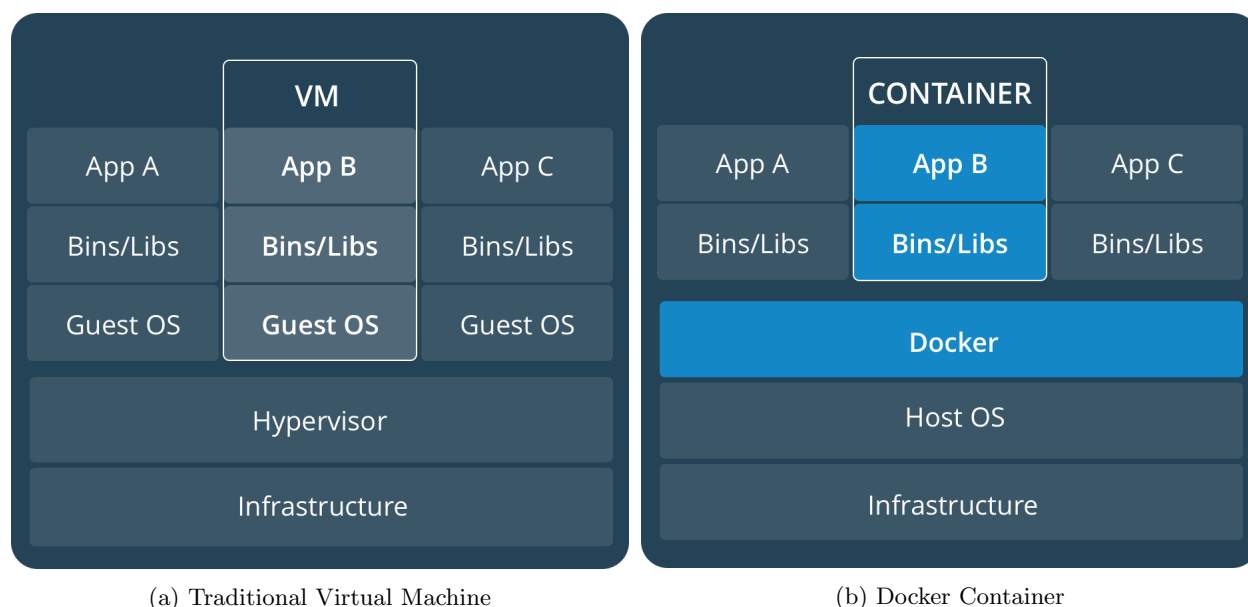 VM
App A
App B
App C
Bins/Libs
Bins/Libs
Bins/Libs
Guest OS
Guest OS
Guest OS
Hypervisor
Infrastructure
(a) Traditional Virtual Machine
CONTAINER
App A
App B
App C
Bins/Libs
Bins/Libs
Bins/Libs
Docker
Host OS
Infrastructure
(b) Docker Container